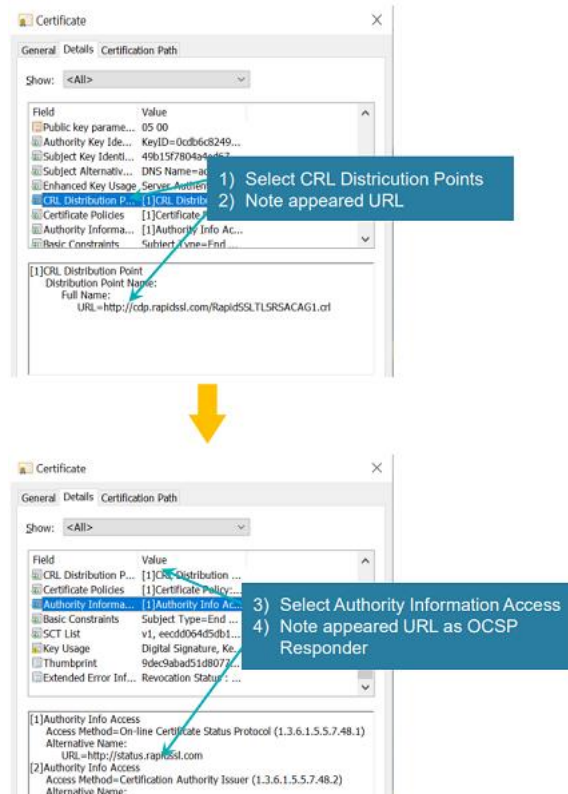 Certificate
General Details Certification Path
Show: <All>
Field Value
Public key parame... 05 00
Authority Key Ide... KeyID=0cdb6c8249...
Subject Key Identi... 49b15f7804a4ed67...
Subject Alternativ... DNS Name=ac
Enhanced Key Usage Server Authent
CRL Distribution P... [1]CRL Distrib
Certificate Policies [1]Certificate P
Authority Informa... [1]Authority Info Ac...
Basic Constraints Subject Type=End ...
1) Select CRL Districution Points
2) Note appeared URL
[1]CRL Distribution Point
Distribution Point Name:
Full Name:
URL=http://cdp.rapidssl.com/RapidSSLTLSRSACAG1.crl
Certificate
General Details Certification Path
Show: <All>
Field Value
CRL Distribution P... [1]CRL Distribution ...
Certificate Policies [1]Certificate Policy:...
Authority Informa... [1]Authority Info Ac...
Basic Constraints Subject Type=End ...
SCT List v1, eecdd064d5db1...
Key Usage Digital Signature, Ke...
Thumbprint 9dec9abad51d8077...
Extended Error Inf... Revocation Status : ...
3) Select Authority Information Access
4) Note appeared URL as OCSP
Responder
[1]Authority Info Access
Access Method=On-line Certificate Status Protocol (1.3.6.1.5.5.7.48.1)
Alternative Name:
URL=http://status.rapidssl.com
[2]Authority Info Access
Access Method=Certification Authority Issuer (1.3.6.1.5.5.7.48.2)
Alternative Name: